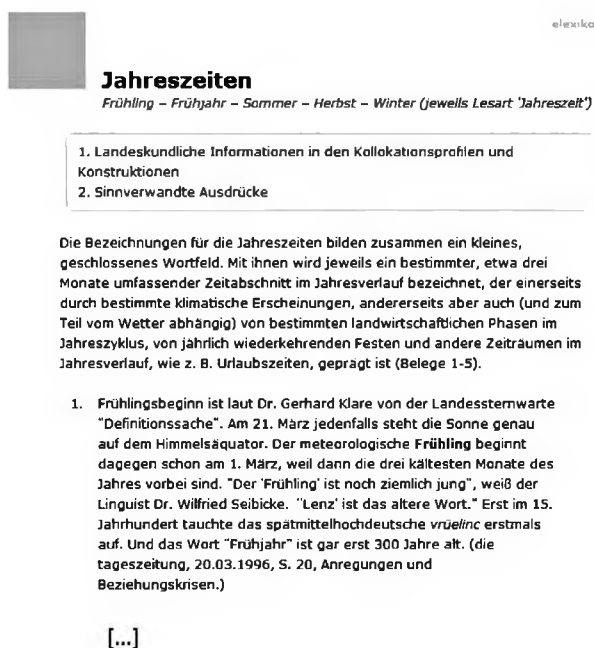 elexiko
Jahreszeiten
Frühling – Frühjahr – Sommer – Herbst – Winter (jeweils Lesart 'Jahreszeit')
1. Landeskundliche Informationen in den Kollokationsprofilen und
Konstruktionen
2. Sinnverwandte Ausdrücke
Die Bezeichnungen für die Jahreszeiten bilden zusammen ein kleines,
geschlossenes Wortfeld. Mit ihnen wird jeweils ein bestimmter, etwa drei
Monate umfassender Zeitabschnitt im Jahresverlauf bezeichnet, der einerseits
durch bestimmte klimatische Erscheinungen, andererseits aber auch (und zum
Teil vom Wetter abhängig) von bestimmten landwirtschaftlichen Phasen im
Jahreszyklus, von jährlich wiederkehrenden Festen und andere Zeiträumen im
Jahresverlauf, wie z. B. Urlaubszeiten, geprägt ist (Belege 1-5).
1. Frühlingsbeginn ist laut Dr. Gerhard Klare von der Landessternwarte
"Definitionssache". Am 21. März jedenfalls steht die Sonne genau
auf dem Himmelsäquator. Der meteorologische Frühling beginnt
dagegen schon am 1. März, weil dann die drei kältesten Monate des
Jahres vorbei sind. "Der 'Frühling' ist noch ziemlich jung", weiß der
Linguist Dr. Wilfried Seibicke. "Lenz' ist das altere Wort." Erst im 15.
Jahrhundert tauchte das spätmittelhochdeutsche vrüelinc erstmals
auf. Und das Wort "Frühjahr" ist gar erst 300 Jahre alt. (die
tageszeitung, 20.03.1996, S. 20, Anregungen und
Beziehungskrisen.)
[...]